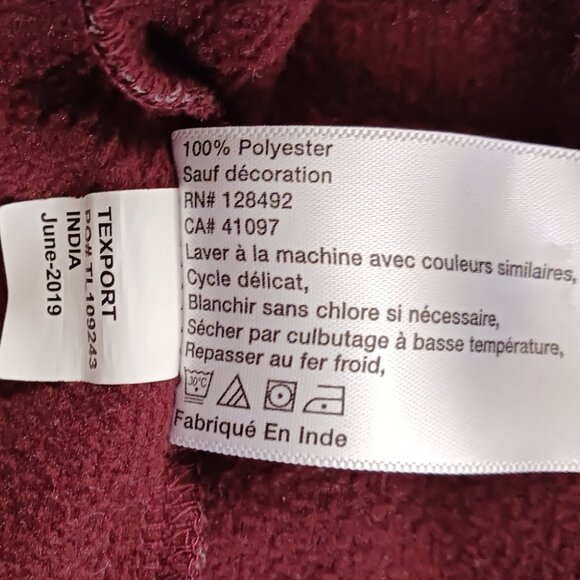 100% Polyester
Sauf décoration
RN# 128492
CA# 41097
Laver à la machine avec couleurs similaires,
Cycle délicat,
Blanchir sans chlore si nécessaire,
Sécher par culbutage à basse température,
Repasser au fer froid,
30°C
Fabriqué En Inde
TEXPORT
PO# TL109243
INDIA
June-2019